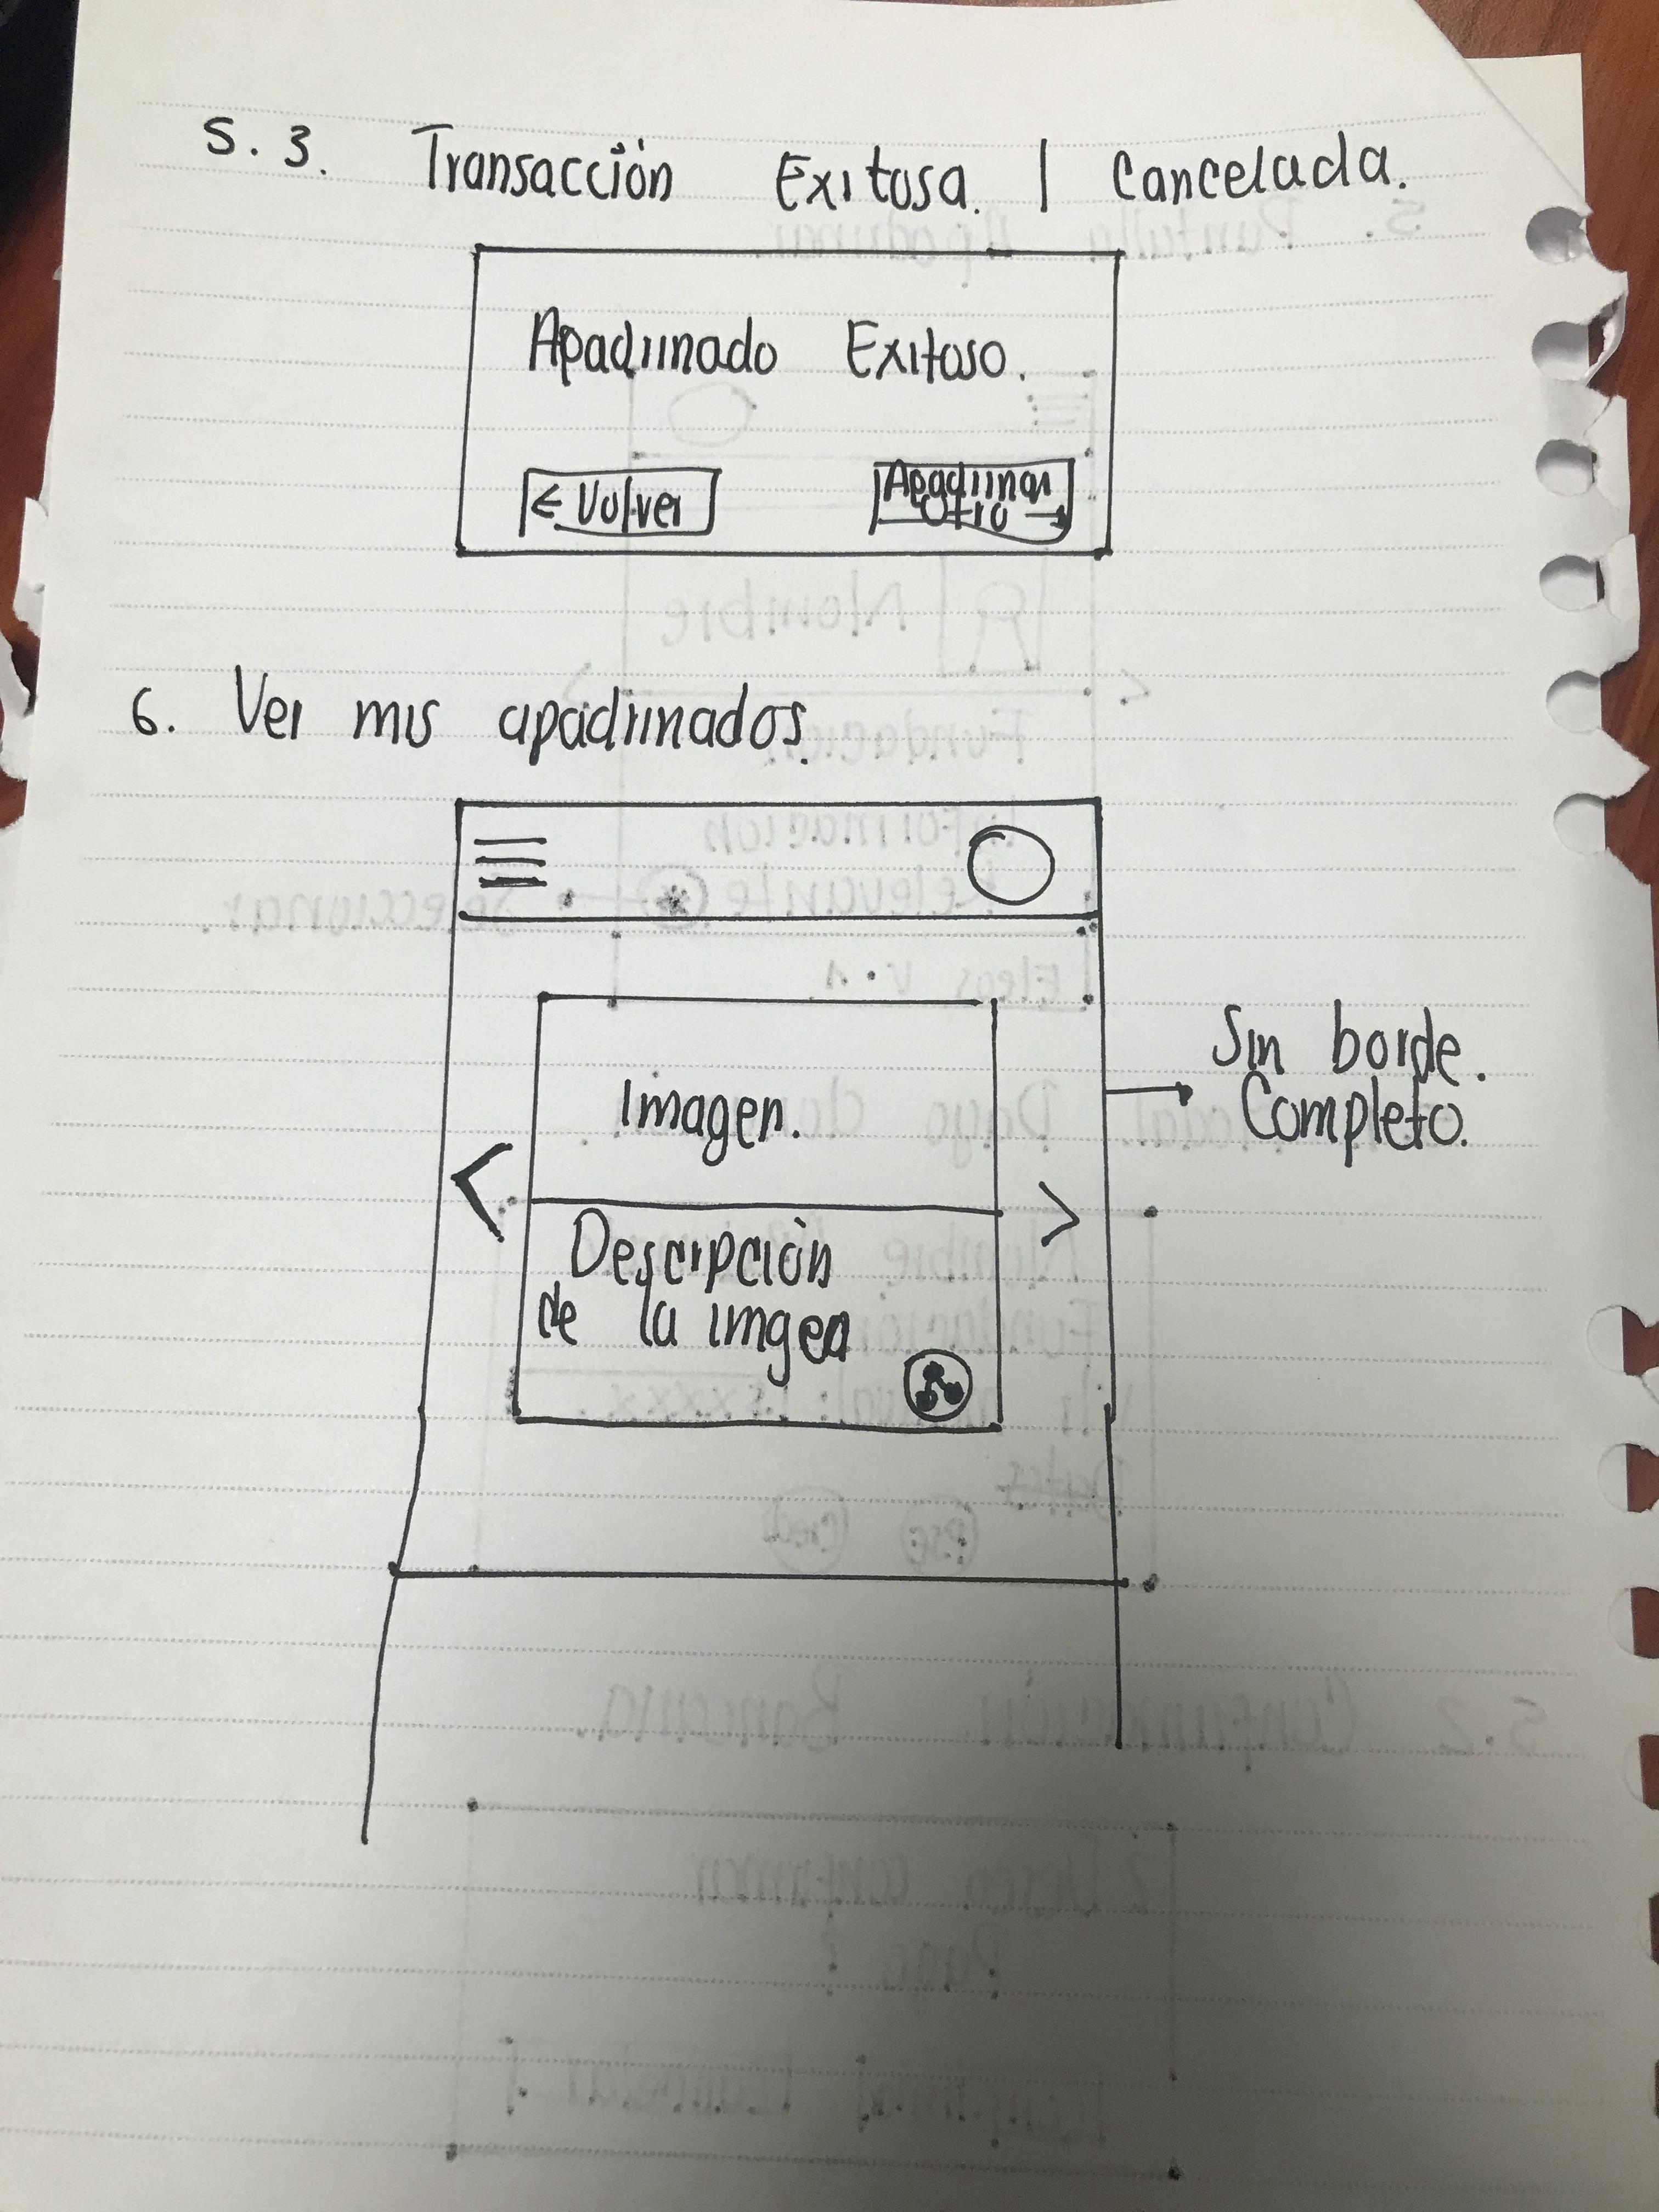 5.3. Transacción Exitosa. | Cancelada.
Apadrinado Exitoso.
← Volver
Apadrinar
Otro →
6. Ver mis apadrinados.
Imagen.
Descripción
de la imgen
Sin borde.
Completo.